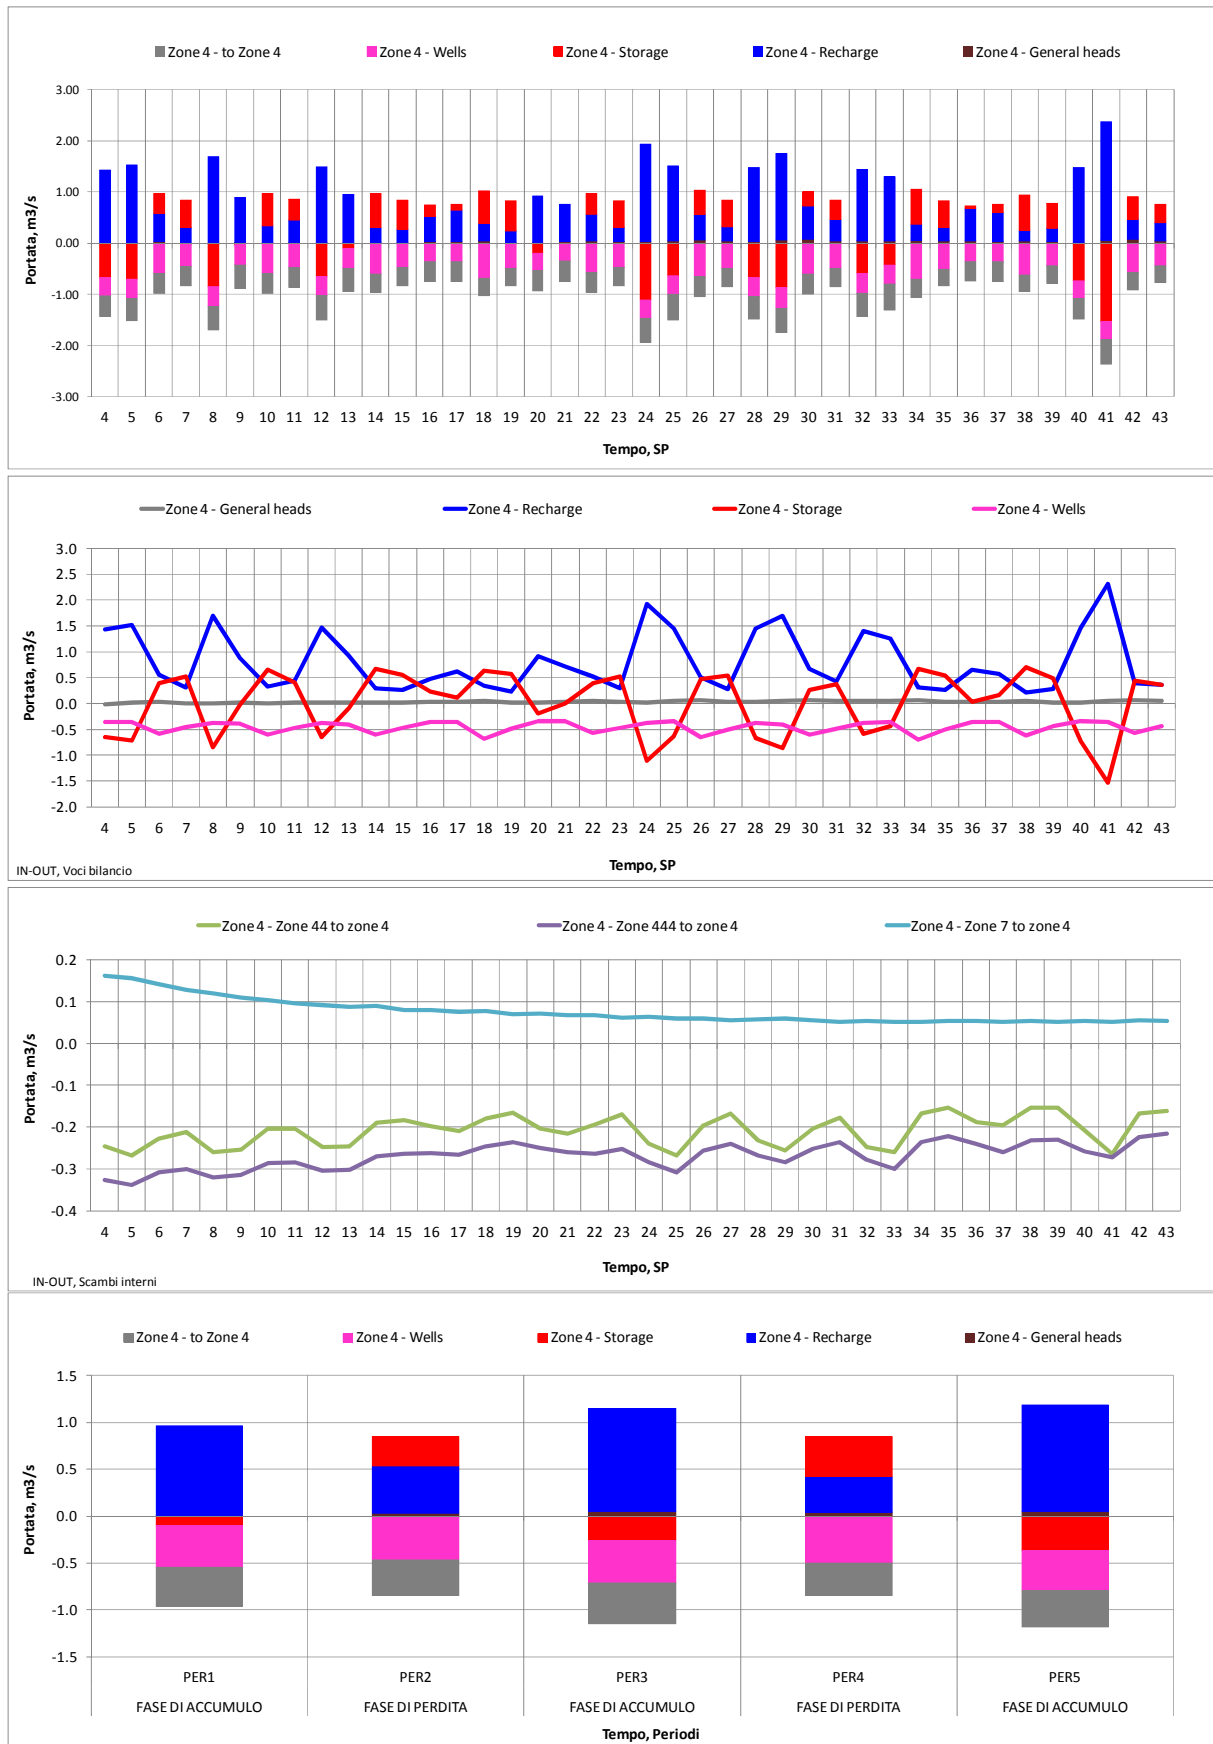 Zone 4 - to Zone 4 Zone 4 - Wells Zone 4 - Storage Zone 4 - Recharge Zone 4 - General heads
3.00
2.00
1.00
0.00
-1.00
-2.00
-3.00
Portata, m3/s
4 5 6 7 8 9 10 11 12 13 14 15 16 17 18 19 20 21 22 23 24 25 26 27 28 29 30 31 32 33 34 35 36 37 38 39 40 41 42 43
Tempo, SP
Zone 4 - General heads Zone 4 - Recharge Zone 4 - Storage Zone 4 - Wells
3.0
2.5
2.0
1.5
1.0
0.5
0.0
-0.5
-1.0
-1.5
-2.0
Portata, m3/s
4 5 6 7 8 9 10 11 12 13 14 15 16 17 18 19 20 21 22 23 24 25 26 27 28 29 30 31 32 33 34 35 36 37 38 39 40 41 42 43
Tempo, SP
IN-OUT, Voci bilancio
Zone 4 - Zone 44 to zone 4 Zone 4 - Zone 444 to zone 4 Zone 4 - Zone 7 to zone 4
0.2
0.1
0.0
-0.1
-0.2
-0.3
-0.4
Portata, m3/s
4 5 6 7 8 9 10 11 12 13 14 15 16 17 18 19 20 21 22 23 24 25 26 27 28 29 30 31 32 33 34 35 36 37 38 39 40 41 42 43
Tempo, SP
IN-OUT, Scambi interni
Zone 4 - to Zone 4 Zone 4 - Wells Zone 4 - Storage Zone 4 - Recharge Zone 4 - General heads
1.5
1.0
0.5
0.0
-0.5
-1.0
-1.5
Portata, m3/s
PER1 PER2 PER3 PER4 PER5
FASE DI ACCUMULO FASE DI PERDITA FASE DI ACCUMULO FASE DI PERDITA FASE DI ACCUMULO
Tempo, Periodi